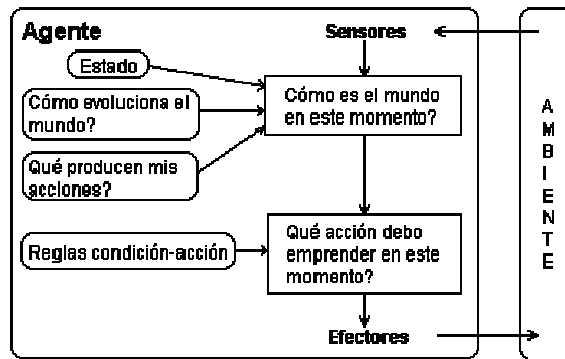 Agente
Sensores
Estado
Cómo evoluciona el
mundo?
Qué producen mis
acciones?
Cómo es el mundo
en este momento?
Reglas condición-acción
Qué acción debo
emprender en este
momento?
Efectores
A
M
B
I
E
N
T
E